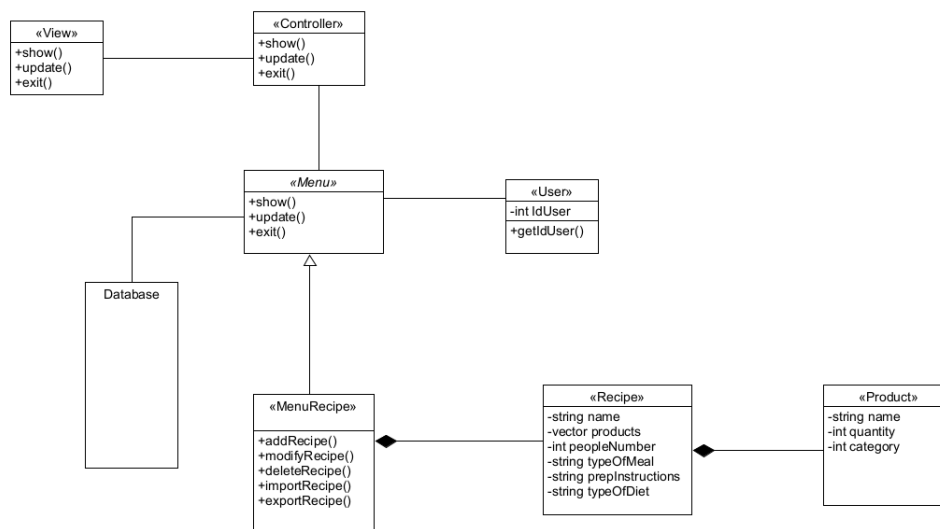 «View»
+show()
+update()
+exit()
«Controller»
+show()
+update()
+exit()
«Menu»
+show()
+update()
+exit()
«User»
-int IdUser
+getIdUser()
Database
«MenuRecipe»
+addRecipe()
+modifyRecipe()
+deleteRecipe()
+importRecipe()
+exportRecipe()
«Recipe»
-string name
-vector products
-int peopleNumber
-string typeOfMeal
-string prepInstructions
-string typeOfDiet
«Product»
-string name
-int quantity
-int category